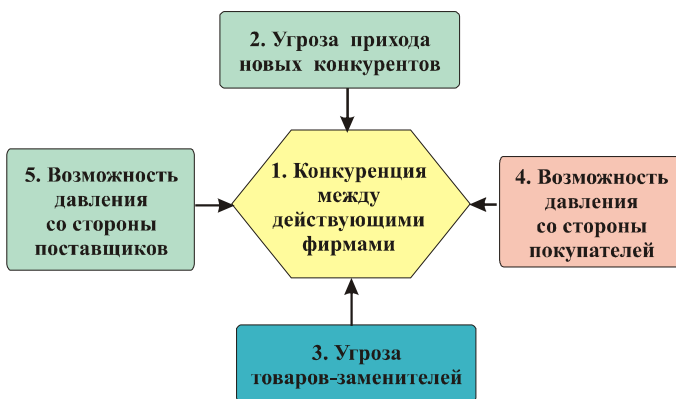 2. Угроза прихода
новых конкурентов
5. Возможность
давления
со стороны
поставщиков
1. Конкуренция
между
действующими
фирмами
4. Возможность
давления
со стороны
покупателей
3. Угроза
товаров-заменителей